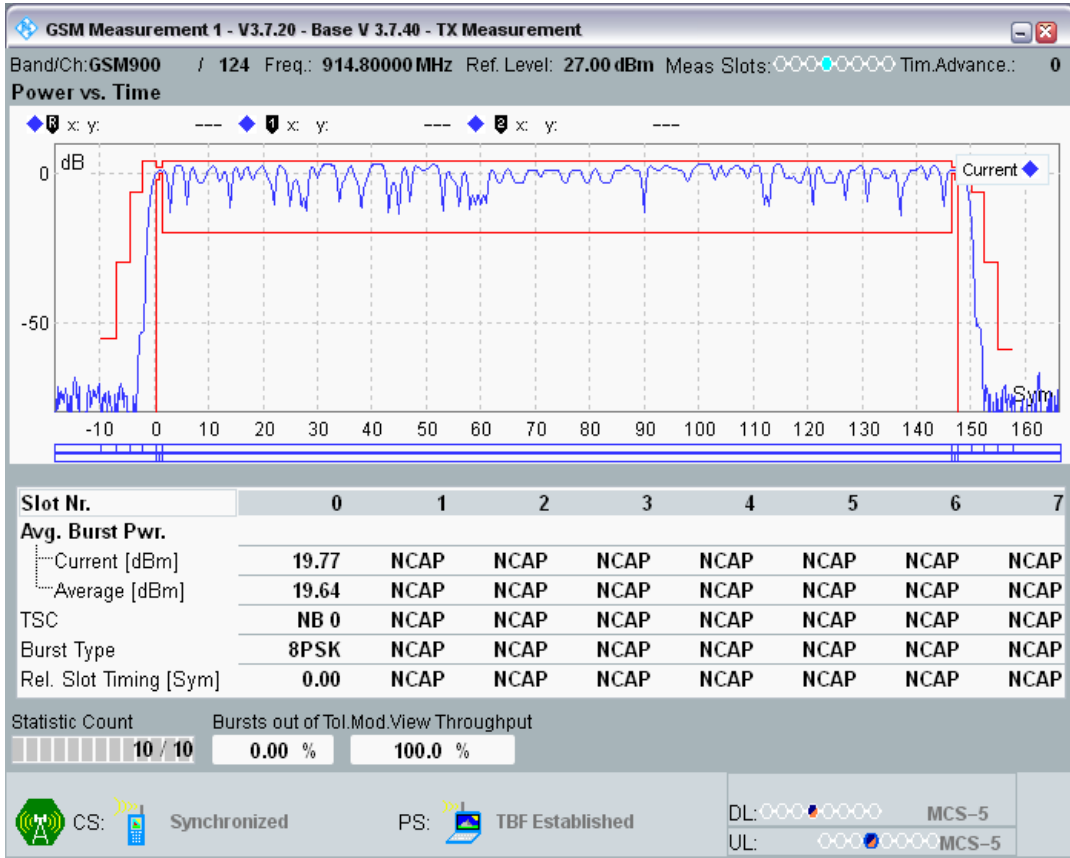 GSM Measurement 1 - V3.7.20 - Base V 3.7.40 - TX Measurement
Band/Ch:GSM900 / 124 Freq.: 914.80000 MHz Ref. Level: 27.00 dBm Meas Slots: Tim.Advance.: 0
Power vs. Time
R x: y: --- 1 x: y: --- 2 x: y: ---
dB
Current
0
-50
Sym
-10 0 10 20 30 40 50 60 70 80 90 100 110 120 130 140 150 160
Slot Nr. 0 1 2 3 4 5 6 7
Avg. Burst Pwr.
Current [dBm] 19.77 NCAP NCAP NCAP NCAP NCAP NCAP NCAP
Average [dBm] 19.64 NCAP NCAP NCAP NCAP NCAP NCAP NCAP
TSC NB 0 NCAP NCAP NCAP NCAP NCAP NCAP NCAP
Burst Type 8PSK NCAP NCAP NCAP NCAP NCAP NCAP NCAP
Rel. Slot Timing [Sym] 0.00 NCAP NCAP NCAP NCAP NCAP NCAP NCAP
Statistic Count Bursts out of Tol. Mod.View Throughput
10 / 10 0.00 % 100.0 %
CS: Synchronized PS: TBF Established DL: MCS-5
UL: MCS-5